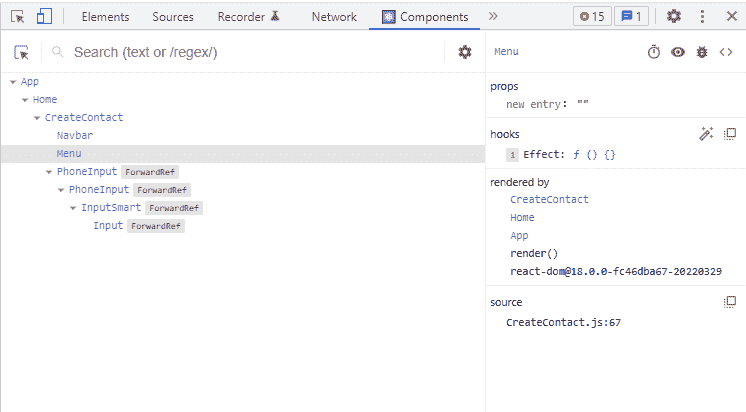 Elements Sources Recorder Components » 15 1
Search (text or /regex/)
App
Home
CreateContact
Navbar
Menu
PhoneInput ForwardRef
PhoneInput ForwardRef
InputSmart ForwardRef
Input ForwardRef
Menu
props
new entry: ""
hooks
1 Effect: ƒ () {}
rendered by
CreateContact
Home
App
render()
react-dom@18.0.0-fc46dba67-20220329
source
CreateContact.js:67